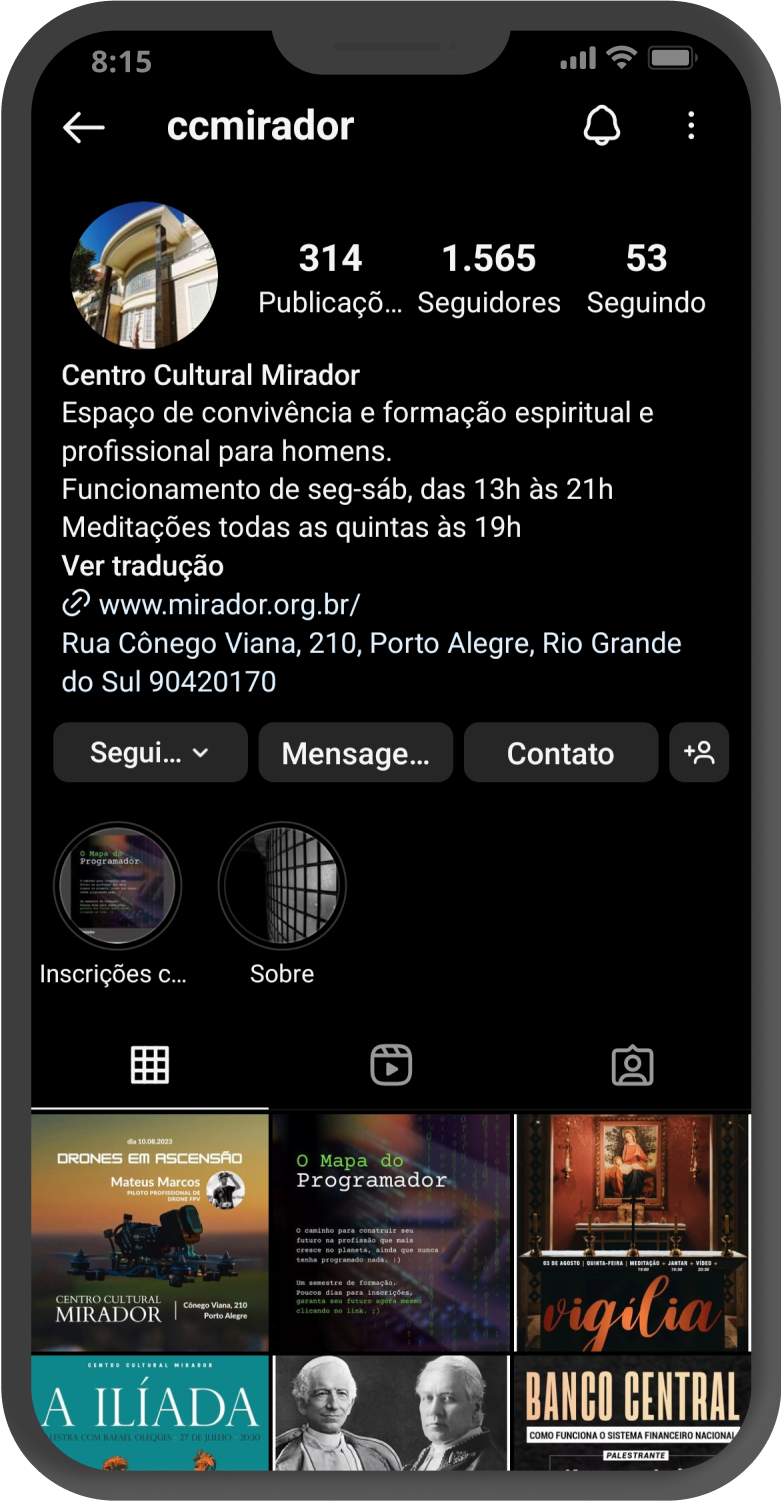 8:15
ccmirador
314
1.565
53
Publicaçõ...
Seguidores
Seguindo
Centro Cultural Mirador
Espaço de convivência e formação espiritual e
profissional para homens.
Funcionamento de seg-sáb, das 13h às 21h
Meditações todas as quintas às 19h
Ver tradução
www.mirador.org.br/
Rua Cônego Viana, 210, Porto Alegre, Rio Grande
do Sul 90420170
Segui...
Mensage...
Contato
O Mapa do
Programador
Inscrições c...
Sobre
dia 10.08.2023
DRONES EM ASCENSÃO
Mateus Marcos
PILOTO PROFISSIONAL DE
DRONE FPV
CENTRO CULTURAL
MIRADOR
Cônego Viana, 210
Porto Alegre
O Mapa do
Programador
O caminho para construir seu
futuro na profissão que mais
cresce no planeta, ainda que nunca
tenha programado nada. :)
Um semestre de formação.
Poucos dias para inscrições,
garanta seu futuro agora mesmo
clicando no link. ;)
03 DE AGOSTO | QUINTA-FEIRA | MEDITAÇÃO + JANTAR + VÍDEO +
19:00 19:30 20:30
vigília
CENTRO CULTURAL MIRADOR
A ILÍADA
LESTRA COM RAFAEL OLEQUES 27 DE JULHO 20:30
BANCO CENTRAL
COMO FUNCIONA O SISTEMA FINANCEIRO NACIONAL
PALESTRANTE